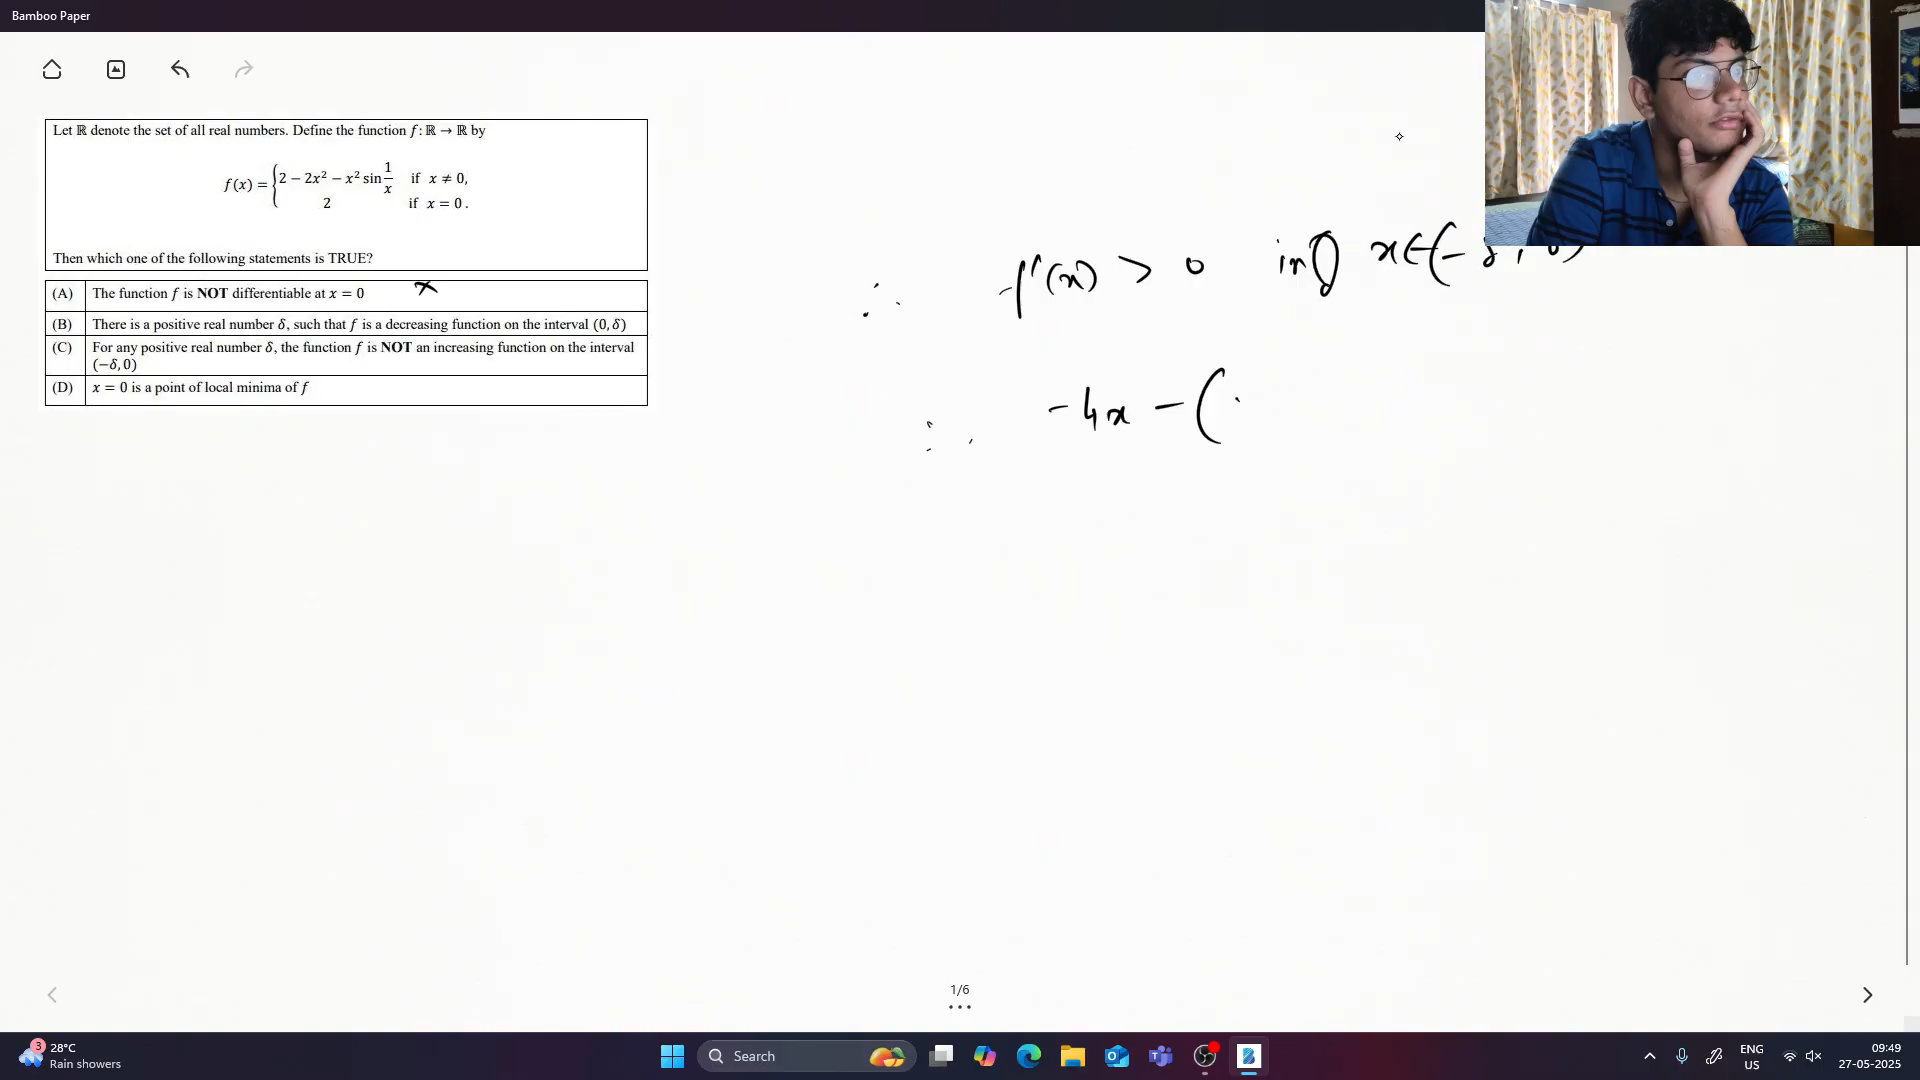 Bamboo Paper
Let ℝ denote the set of all real numbers. Define the function f: ℝ → ℝ by
f(x) = { 2 − 2x² − x² sin 1/x if x ≠ 0,
2 if x = 0 .
Then which one of the following statements is TRUE?
(A) The function f is NOT differentiable at x = 0 ×
(B) There is a positive real number δ, such that f is a decreasing function on the interval (0, δ)
(C) For any positive real number δ, the function f is NOT an increasing function on the interval
(−δ, 0)
(D) x = 0 is a point of local minima of f
∴ f'(x) > 0 in x ∈ (- δ, 0)
∴ -4x - (
1/6
3
28°C
Rain showers
Search
ENG
US
09:49
27-05-2025